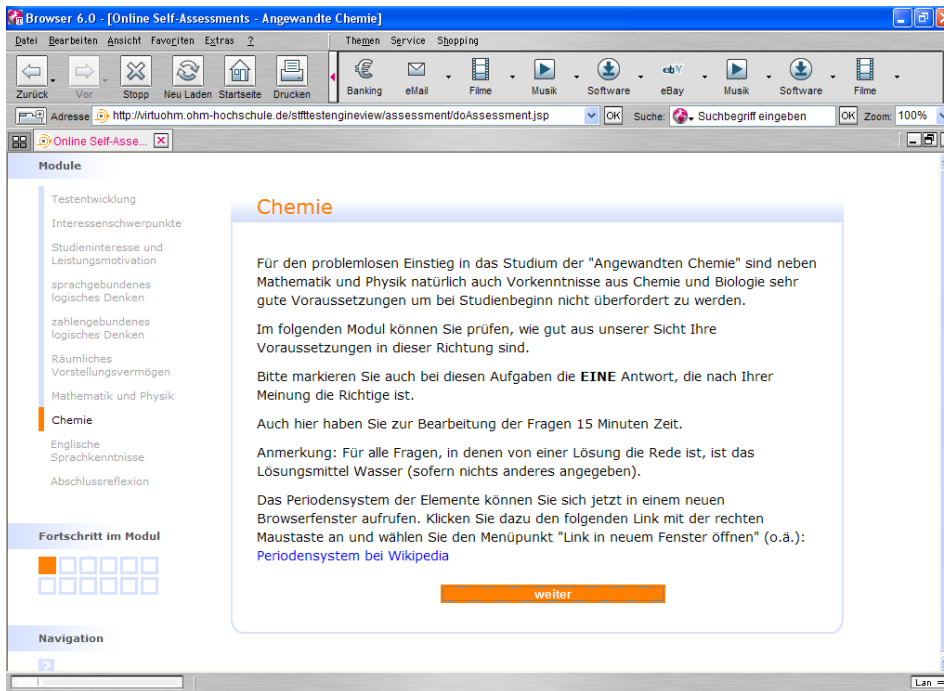 Browser 6.0 - [Online Self-Assessments - Angewandte Chemie]
Datei Bearbeiten Ansicht Favoriten Extras ? Themen Service Shopping
Zurück Vor Stopp Neu Laden Startseite Drucken Banking eMail Filme Musik Software eBay Musik Software Filme
Adresse http://virtuohm.ohm-hochschule.de/stfttestengineview/assessment/doAssessment.jsp OK Suche: Suchbegriff eingeben OK Zoom: 100%
Online Self-Asse...
Module
Testentwicklung
Interessenschwerpunkte
Studieninteresse und
Leistungsmotivation
sprachgebundenes
logisches Denken
zahlengebundenes
logisches Denken
Räumliches
Vorstellungsvermögen
Mathematik und Physik
Chemie
Englische
Sprachkenntnisse
Abschlussreflexion
Fortschritt im Modul
Navigation
?
Chemie
Für den problemlosen Einstieg in das Studium der "Angewandten Chemie" sind neben
Mathematik und Physik natürlich auch Vorkenntnisse aus Chemie und Biologie sehr
gute Voraussetzungen um bei Studienbeginn nicht überfordert zu werden.
Im folgenden Modul können Sie prüfen, wie gut aus unserer Sicht Ihre
Voraussetzungen in dieser Richtung sind.
Bitte markieren Sie auch bei diesen Aufgaben die EINE Antwort, die nach Ihrer
Meinung die Richtige ist.
Auch hier haben Sie zur Bearbeitung der Fragen 15 Minuten Zeit.
Anmerkung: Für alle Fragen, in denen von einer Lösung die Rede ist, ist das
Lösungsmittel Wasser (sofern nichts anderes angegeben).
Das Periodensystem der Elemente können Sie sich jetzt in einem neuen
Browserfenster aufrufen. Klicken Sie dazu den folgenden Link mit der rechten
Maustaste an und wählen Sie den Menüpunkt "Link in neuem Fenster öffnen" (o.ä.):
Periodensystem bei Wikipedia
weiter
Lan =